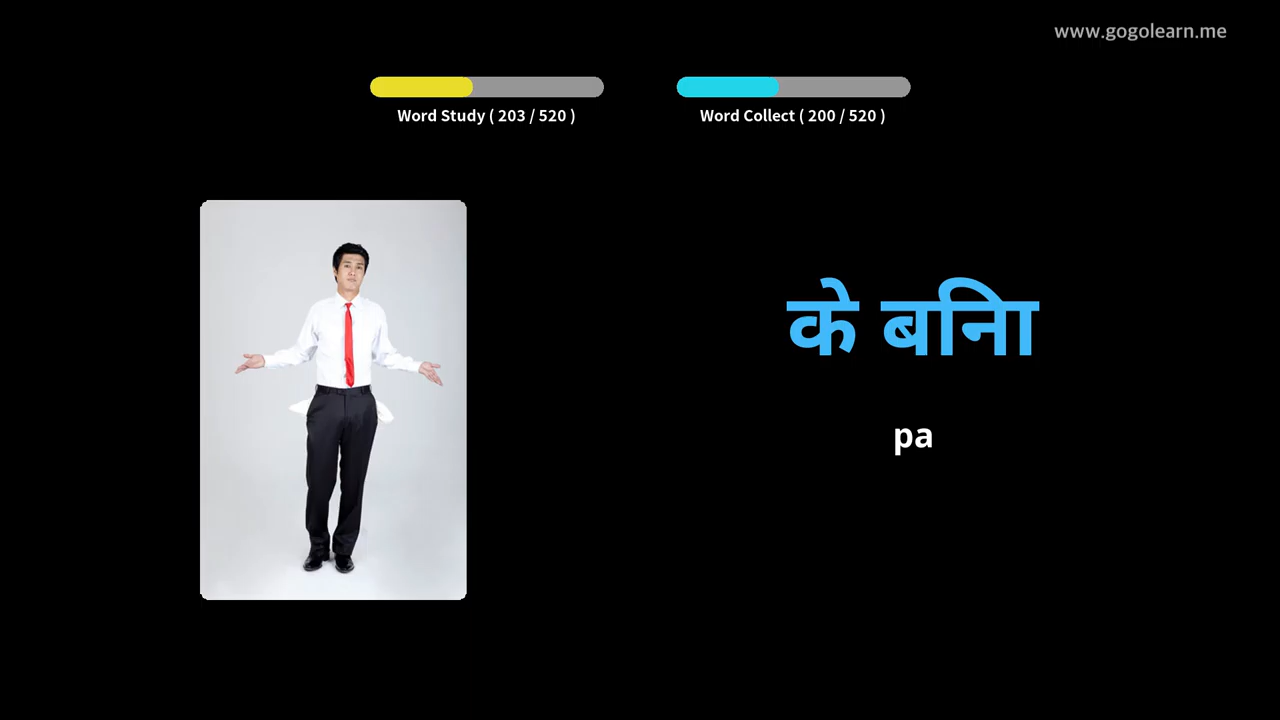 www.gogolearn.me
Word Study ( 203 / 520 )
Word Collect ( 200 / 520 )
के बनिा
pa